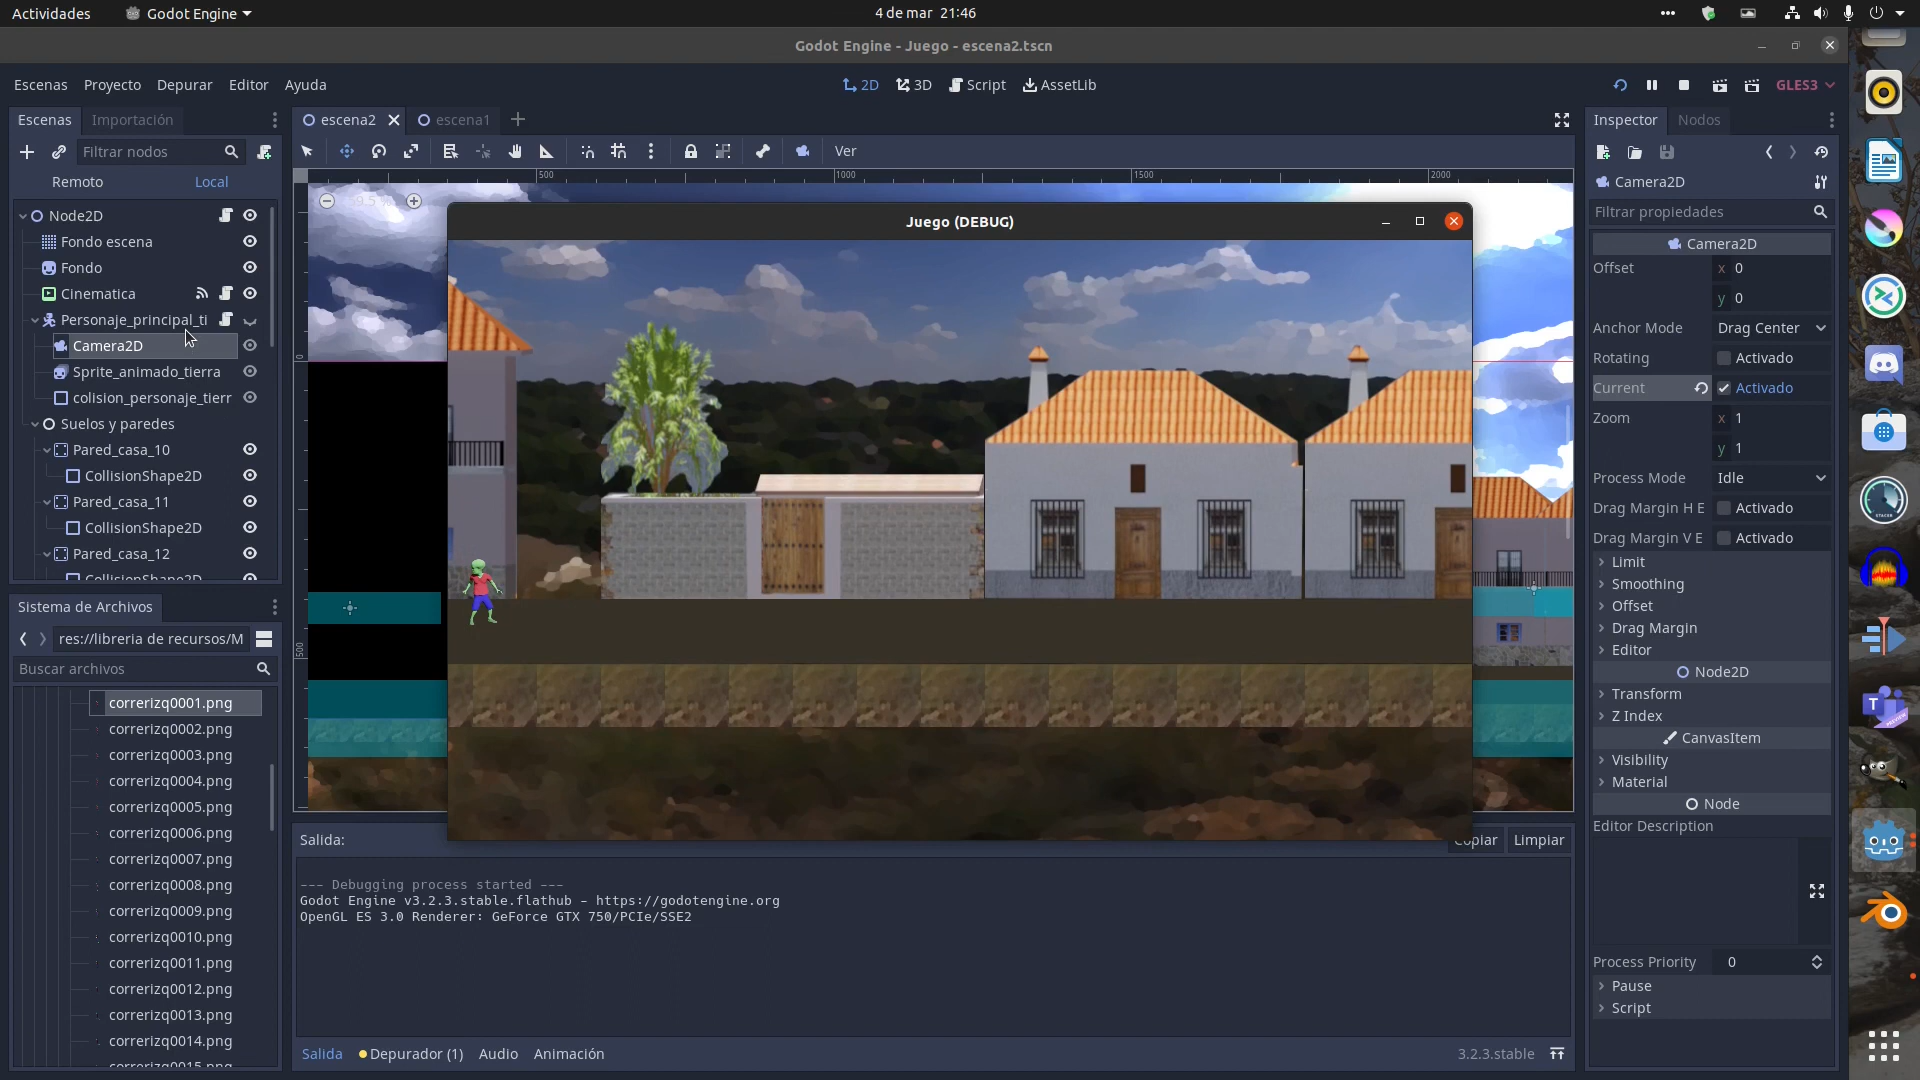 Actividades
Godot Engine
4 de mar 21:46
Godot Engine - Juego - escena2.tscn
Escenas Proyecto Depurar Editor Ayuda
2D 3D Script AssetLib
GLES3
Escenas Importación
escena2 escena1
Inspector Nodos
Filtrar nodos
Ver
Remoto Local
Camera2D
Filtrar propiedades
Node2D
Fondo escena
Fondo
Cinematica
Personaje_principal_ti
Camera2D
Sprite_animado_tierra
colision_personaje_tierr
Suelos y paredes
Pared_casa_10
CollisionShape2D
Pared_casa_11
CollisionShape2D
Pared_casa_12
CollisionShape2D
500 1000 1500 2000
0
500
Juego (DEBUG)
Camera2D
Offset x 0
y 0
Anchor Mode Drag Center
Rotating Activado
Current Activado
Zoom x 1
y 1
Process Mode Idle
Drag Margin H E Activado
Drag Margin V E Activado
Limit
Smoothing
Offset
Drag Margin
Editor
Node2D
Transform
Z Index
CanvasItem
Visibility
Material
Node
Editor Description
Process Priority 0
Pause
Script
Sistema de Archivos
res://libreria de recursos/M
Buscar archivos
correrizq0001.png
correrizq0002.png
correrizq0003.png
correrizq0004.png
correrizq0005.png
correrizq0006.png
correrizq0007.png
correrizq0008.png
correrizq0009.png
correrizq0010.png
correrizq0011.png
correrizq0012.png
correrizq0013.png
correrizq0014.png
correrizq0015.png
Salida:
Copiar Limpiar
--- Debugging process started ---
Godot Engine v3.2.3.stable.flathub - https://godotengine.org
OpenGL ES 3.0 Renderer: GeForce GTX 750/PCIe/SSE2
Salida Depurador (1) Audio Animación
3.2.3.stable